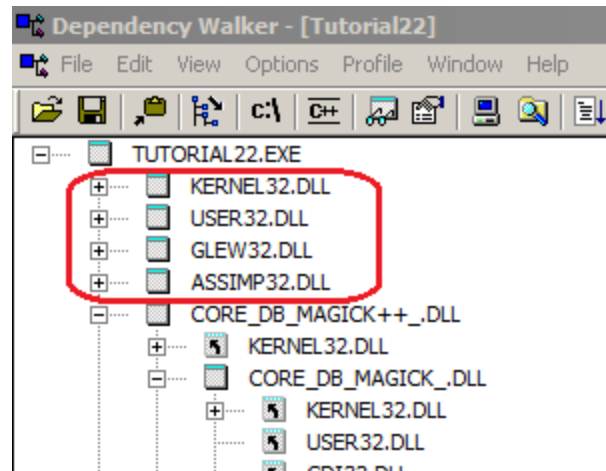 Dependency Walker - [Tutorial22]
File Edit View Options Profile Window Help
C:\ C++
TUTORIAL22.EXE
KERNEL32.DLL
USER32.DLL
GLEW32.DLL
ASSIMP32.DLL
CORE_DB_MAGICK++_.DLL
KERNEL32.DLL
CORE_DB_MAGICK_.DLL
KERNEL32.DLL
USER32.DLL